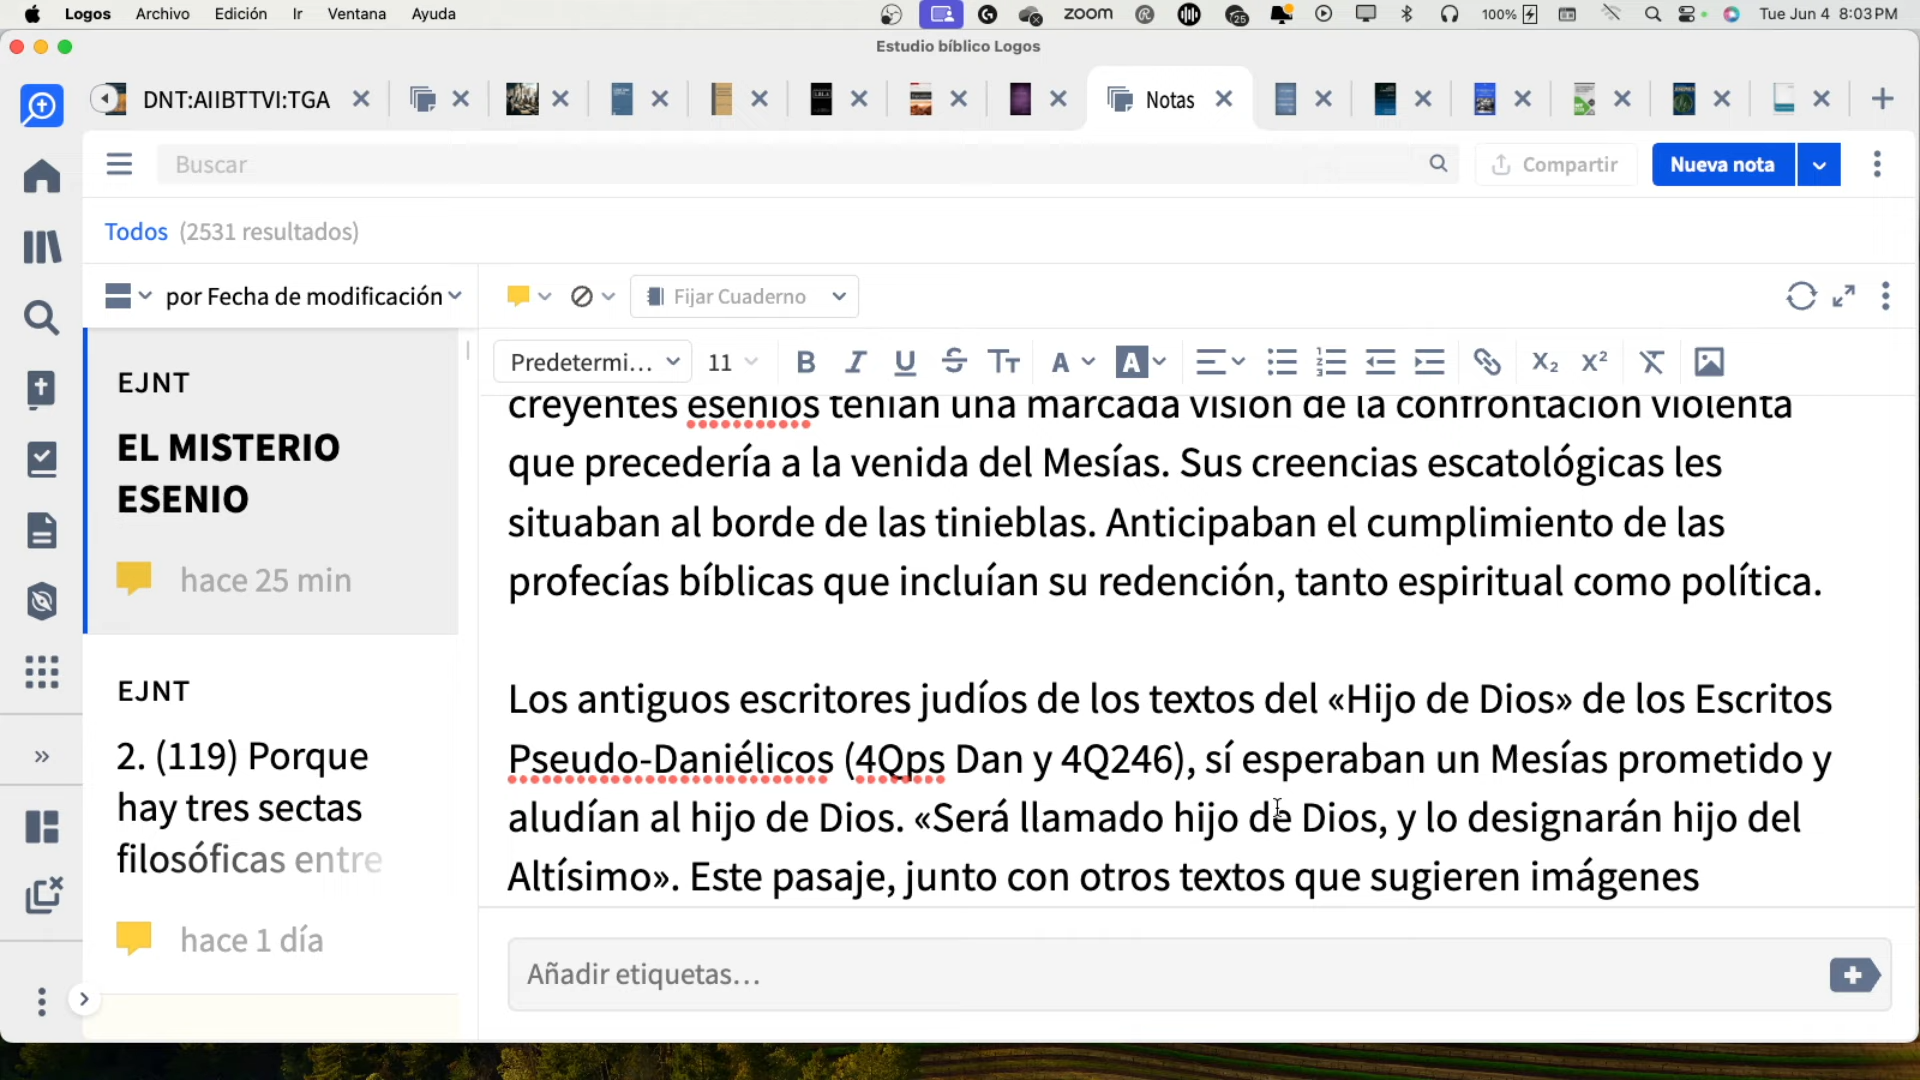 Logos Archivo Edición Ir Ventana Ayuda zoom 25 100% Tue Jun 4 8:03 PM
Estudio bíblico Logos
DNT:AIIBTTVI:TGA Notas
Buscar Compartir Nueva nota
Todos (2531 resultados)
por Fecha de modificación Fijar Cuaderno
Predetermi... 11 B I U S Tт A A X₂ X²
EJNT
EL MISTERIO
ESENIO
hace 25 min
EJNT
2. (119) Porque
hay tres sectas
filosóficas entre
hace 1 día
creyentes esenios tenían una marcada visión de la confrontación violenta
que precedería a la venida del Mesías. Sus creencias escatológicas les
situaban al borde de las tinieblas. Anticipaban el cumplimiento de las
profecías bíblicas que incluían su redención, tanto espiritual como política.
Los antiguos escritores judíos de los textos del «Hijo de Dios» de los Escritos
Pseudo-Daniélicos (4Qps Dan y 4Q246), sí esperaban un Mesías prometido y
aludían al hijo de Dios. «Será llamado hijo de Dios, y lo designarán hijo del
Altísimo». Este pasaje, junto con otros textos que sugieren imágenes
Añadir etiquetas...